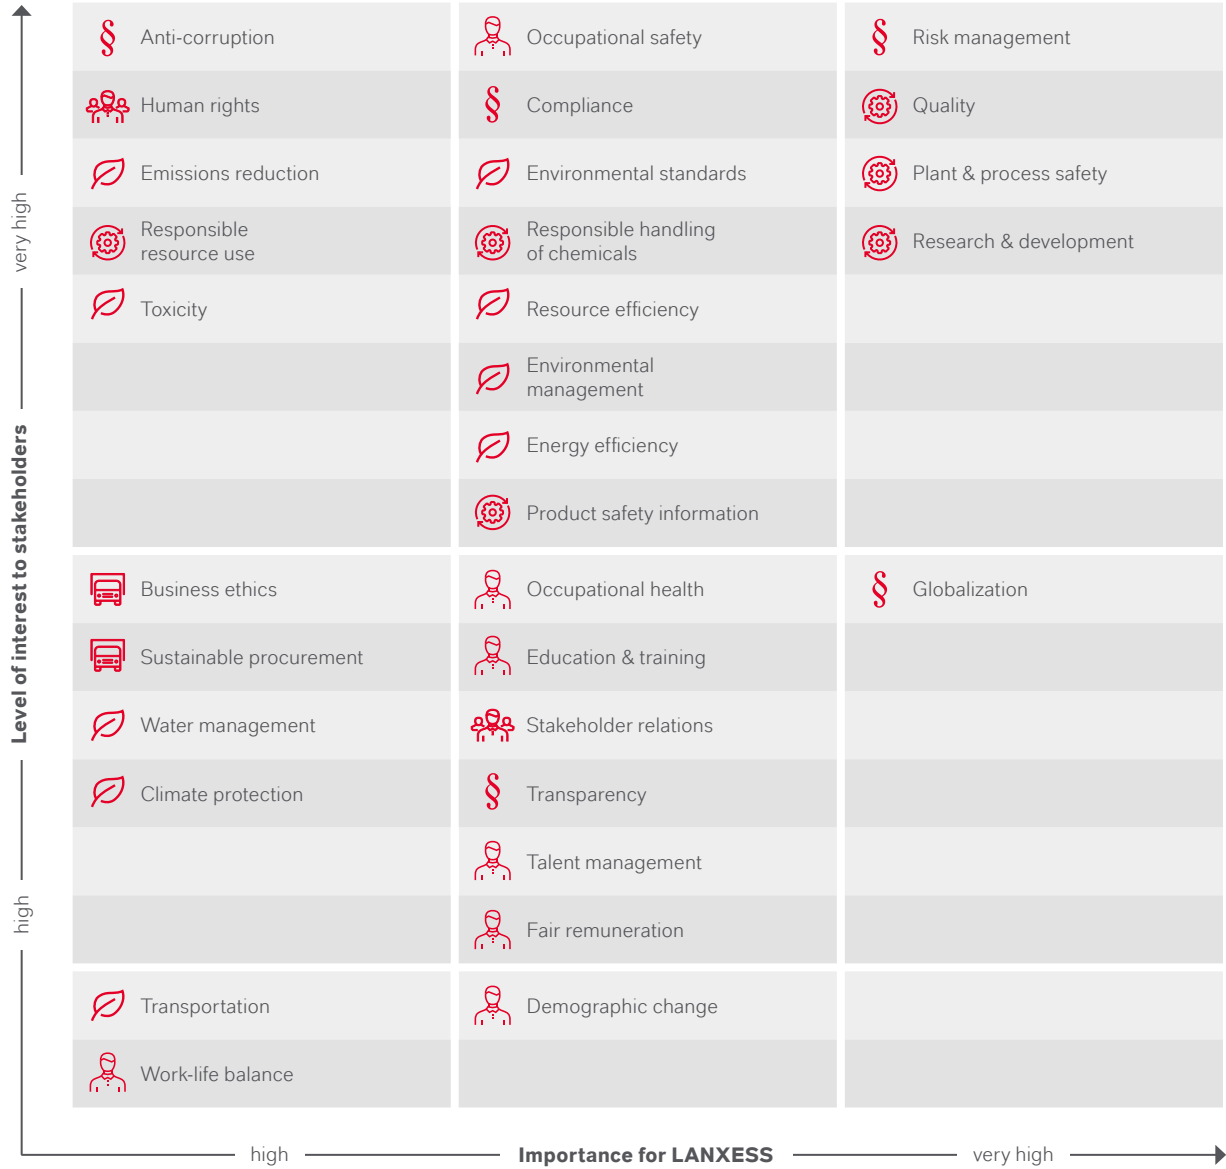 § Anti-corruption
Human rights
Emissions reduction
Responsible
resource use
Toxicity
§ Risk management
Occupational safety
§ Compliance
Environmental standards
Responsible handling
of chemicals
Resource efficiency
Environmental
management
Energy efficiency
Product safety information
Quality
Plant & process safety
Research & development
Business ethics
Sustainable procurement
Water management
Climate protection
Occupational health
Education & training
Stakeholder relations
§ Transparency
Talent management
Fair remuneration
§ Globalization
Transportation
Work-life balance
Demographic change
very high
Level of interest to stakeholders
high
high
Importance for LANXESS
very high